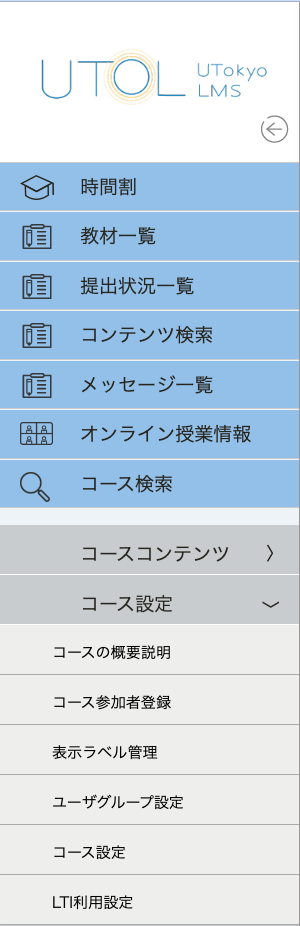 UTOL
UTokyo
LMS
時間割
教材一覧
提出状況一覧
コンテンツ検索
メッセージ一覧
オンライン授業情報
コース検索
コースコンテンツ
コース設定
コースの概要説明
コース参加者登録
表示ラベル管理
ユーザグループ設定
コース設定
LTI利用設定